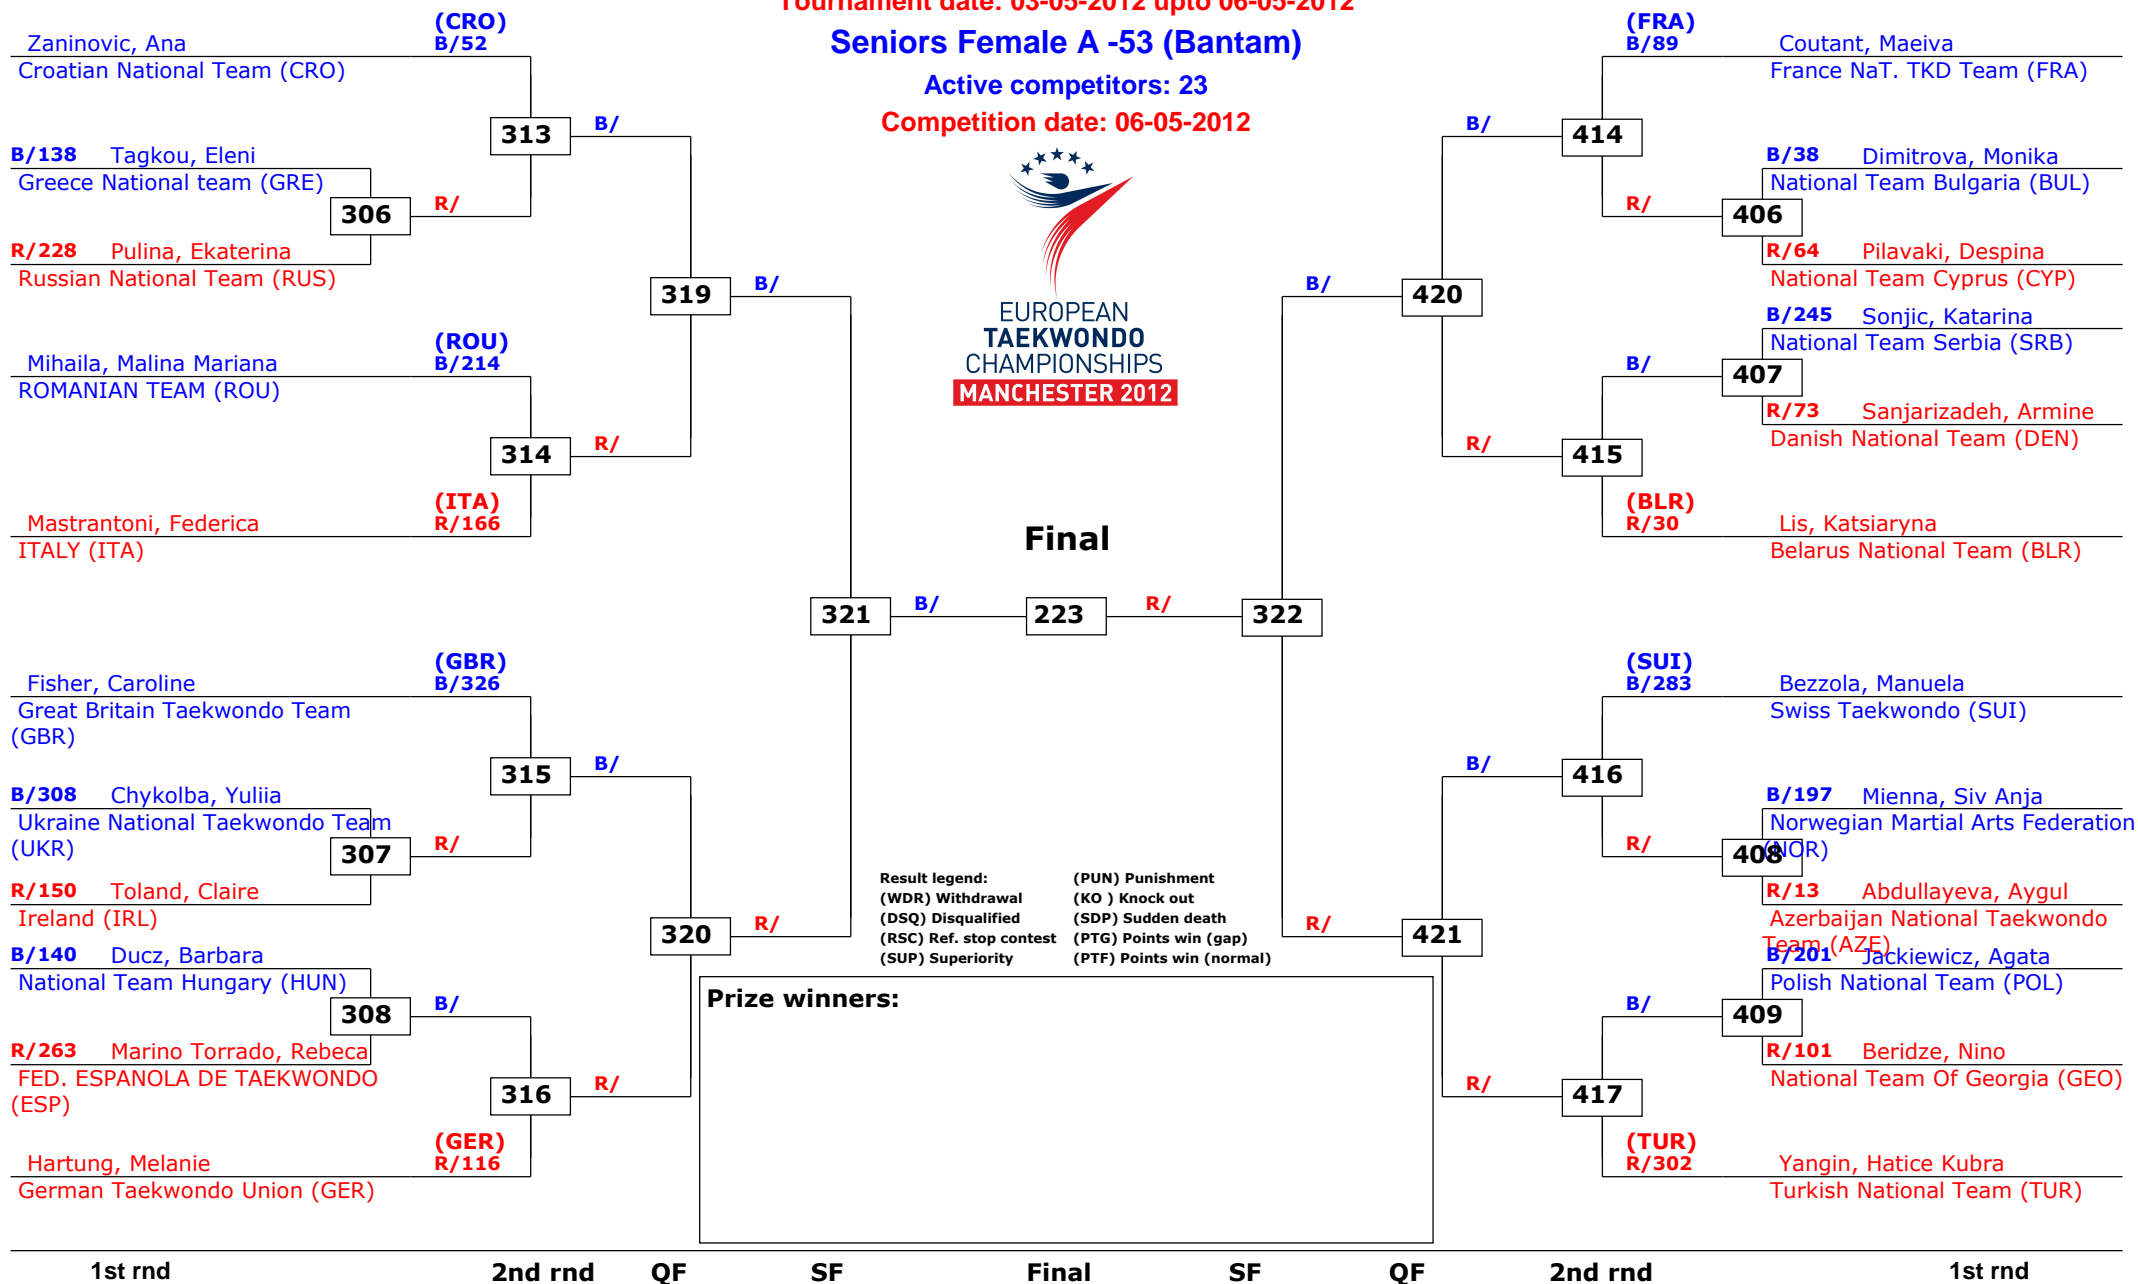 Tournament date: 03-05-2012 upto 06-05-2012
Seniors Female A -53 (Bantam)
Active competitors: 23
Competition date: 06-05-2012
EUROPEAN
TAEKWONDO
CHAMPIONSHIPS
MANCHESTER 2012
(CRO)
Zaninovic, Ana B/52
Croatian National Team (CRO)
313 B/
B/138 Tagkou, Eleni
Greece National team (GRE)
306 R/
R/228 Pulina, Ekaterina
Russian National Team (RUS)
319 B/
(ROU)
Mihaila, Malina Mariana B/214
ROMANIAN TEAM (ROU)
314 R/
(ITA)
Mastrantoni, Federica R/166
ITALY (ITA)
321 B/
(GBR)
Fisher, Caroline B/326
Great Britain Taekwondo Team
(GBR)
315 B/
B/308 Chykolba, Yuliia
Ukraine National Taekwondo Team
(UKR)
307 R/
R/150 Toland, Claire
Ireland (IRL)
320 R/
B/140 Ducz, Barbara
National Team Hungary (HUN)
308 B/
R/263 Marino Torrado, Rebeca
FED. ESPANOLA DE TAEKWONDO
(ESP)
316 R/
(GER)
Hartung, Melanie R/116
German Taekwondo Union (GER)
Final
223
(FRA)
B/89 Coutant, Maeiva
France NaT. TKD Team (FRA)
B/ 414
B/38 Dimitrova, Monika
National Team Bulgaria (BUL)
R/ 406
R/64 Pilavaki, Despina
National Team Cyprus (CYP)
B/ 420
B/245 Sonjic, Katarina
National Team Serbia (SRB)
B/ 407
R/73 Sanjarizadeh, Armine
Danish National Team (DEN)
R/ 415
(BLR)
R/30 Lis, Katsiaryna
Belarus National Team (BLR)
R/ 322
(SUI)
B/283 Bezzola, Manuela
Swiss Taekwondo (SUI)
B/ 416
B/197 Mienna, Siv Anja
Norwegian Martial Arts Federation
(NOR)
R/ 408
R/13 Abdullayeva, Aygul
Azerbaijan National Taekwondo
Team (AZE)
R/ 421
B/201 Jackiewicz, Agata
Polish National Team (POL)
B/ 409
R/101 Beridze, Nino
National Team Of Georgia (GEO)
R/ 417
(TUR)
R/302 Yangin, Hatice Kubra
Turkish National Team (TUR)
Result legend: (PUN) Punishment
(WDR) Withdrawal (KO ) Knock out
(DSQ) Disqualified (SDP) Sudden death
(RSC) Ref. stop contest (PTG) Points win (gap)
(SUP) Superiority (PTF) Points win (normal)
Prize winners:
1st rnd 2nd rnd QF SF Final SF QF 2nd rnd 1st rnd